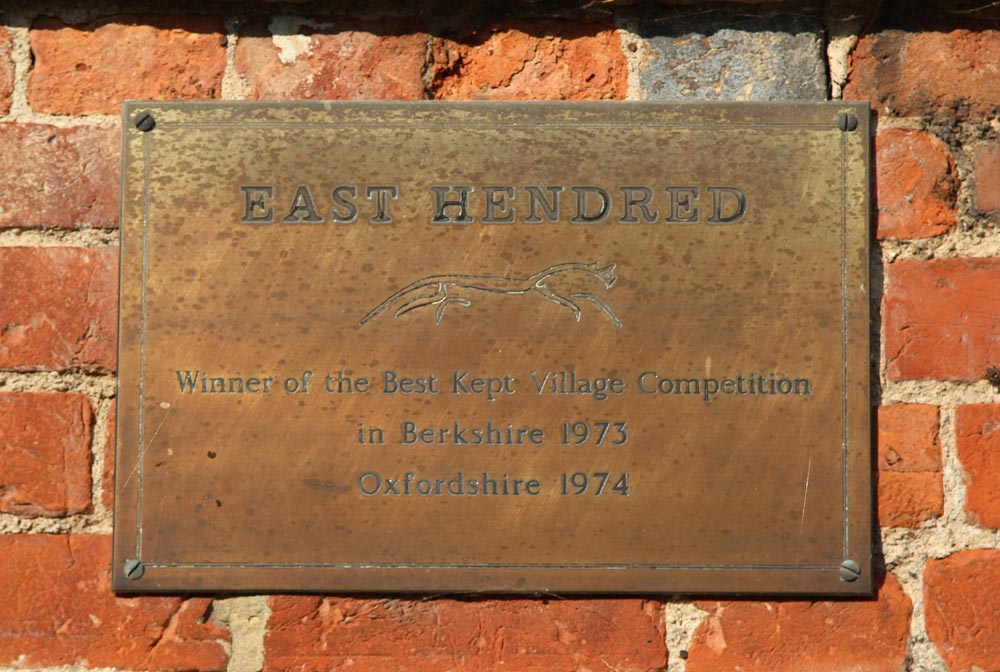 EAST HENDRED
Winner of the Best Kept Village Competition
in Berkshire 1973
Oxfordshire 1974